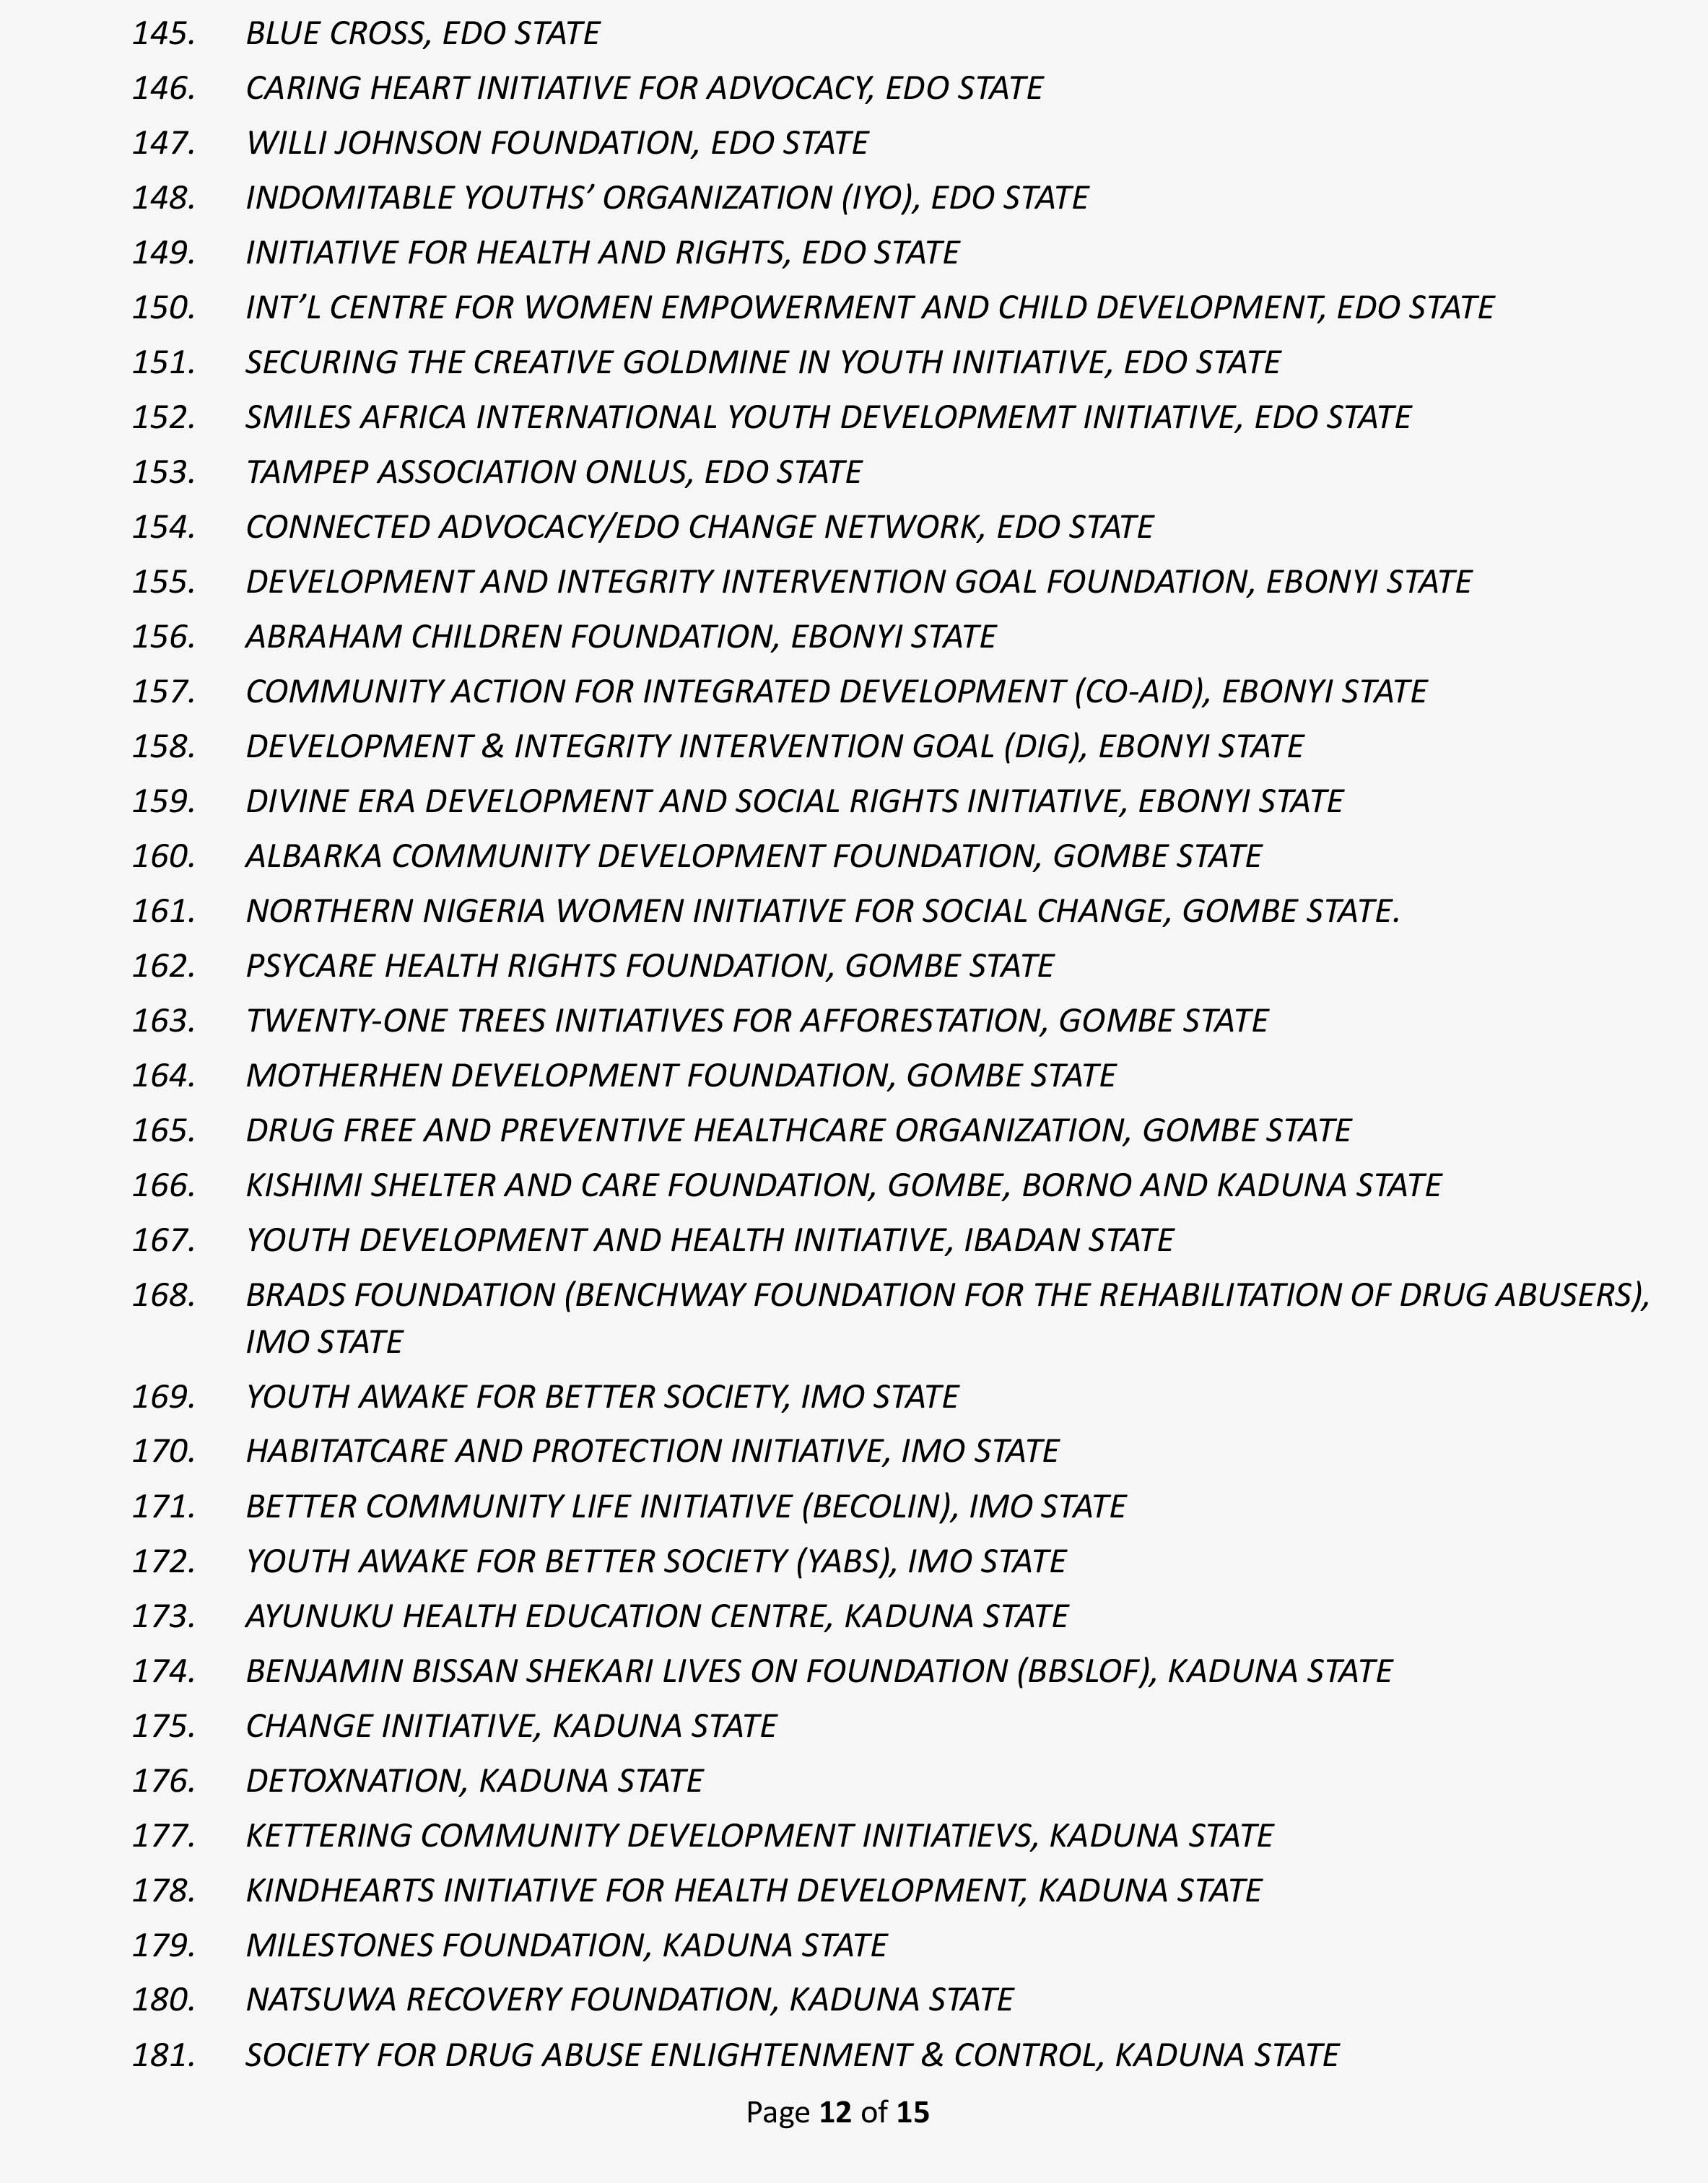 145. BLUE CROSS, EDO STATE
146. CARING HEART INITIATIVE FOR ADVOCACY, EDO STATE
147. WILLI JOHNSON FOUNDATION, EDO STATE
148. INDOMITABLE YOUTHS’ ORGANIZATION (IYO), EDO STATE
149. INITIATIVE FOR HEALTH AND RIGHTS, EDO STATE
150. INT’L CENTRE FOR WOMEN EMPOWERMENT AND CHILD DEVELOPMENT, EDO STATE
151. SECURING THE CREATIVE GOLDMINE IN YOUTH INITIATIVE, EDO STATE
152. SMILES AFRICA INTERNATIONAL YOUTH DEVELOPMEMT INITIATIVE, EDO STATE
153. TAMPEP ASSOCIATION ONLUS, EDO STATE
154. CONNECTED ADVOCACY/EDO CHANGE NETWORK, EDO STATE
155. DEVELOPMENT AND INTEGRITY INTERVENTION GOAL FOUNDATION, EBONYI STATE
156. ABRAHAM CHILDREN FOUNDATION, EBONYI STATE
157. COMMUNITY ACTION FOR INTEGRATED DEVELOPMENT (CO-AID), EBONYI STATE
158. DEVELOPMENT & INTEGRITY INTERVENTION GOAL (DIG), EBONYI STATE
159. DIVINE ERA DEVELOPMENT AND SOCIAL RIGHTS INITIATIVE, EBONYI STATE
160. ALBARKA COMMUNITY DEVELOPMENT FOUNDATION, GOMBE STATE
161. NORTHERN NIGERIA WOMEN INITIATIVE FOR SOCIAL CHANGE, GOMBE STATE.
162. PSYCARE HEALTH RIGHTS FOUNDATION, GOMBE STATE
163. TWENTY-ONE TREES INITIATIVES FOR AFFORESTATION, GOMBE STATE
164. MOTHERHEN DEVELOPMENT FOUNDATION, GOMBE STATE
165. DRUG FREE AND PREVENTIVE HEALTHCARE ORGANIZATION, GOMBE STATE
166. KISHIMI SHELTER AND CARE FOUNDATION, GOMBE, BORNO AND KADUNA STATE
167. YOUTH DEVELOPMENT AND HEALTH INITIATIVE, IBADAN STATE
168. BRADS FOUNDATION (BENCHWAY FOUNDATION FOR THE REHABILITATION OF DRUG ABUSERS),
IMO STATE
169. YOUTH AWAKE FOR BETTER SOCIETY, IMO STATE
170. HABITATCARE AND PROTECTION INITIATIVE, IMO STATE
171. BETTER COMMUNITY LIFE INITIATIVE (BECOLIN), IMO STATE
172. YOUTH AWAKE FOR BETTER SOCIETY (YABS), IMO STATE
173. AYUNUKU HEALTH EDUCATION CENTRE, KADUNA STATE
174. BENJAMIN BISSAN SHEKARI LIVES ON FOUNDATION (BBSLOF), KADUNA STATE
175. CHANGE INITIATIVE, KADUNA STATE
176. DETOXNATION, KADUNA STATE
177. KETTERING COMMUNITY DEVELOPMENT INITIATIEVS, KADUNA STATE
178. KINDHEARTS INITIATIVE FOR HEALTH DEVELOPMENT, KADUNA STATE
179. MILESTONES FOUNDATION, KADUNA STATE
180. NATSUWA RECOVERY FOUNDATION, KADUNA STATE
181. SOCIETY FOR DRUG ABUSE ENLIGHTENMENT & CONTROL, KADUNA STATE
Page 12 of 15